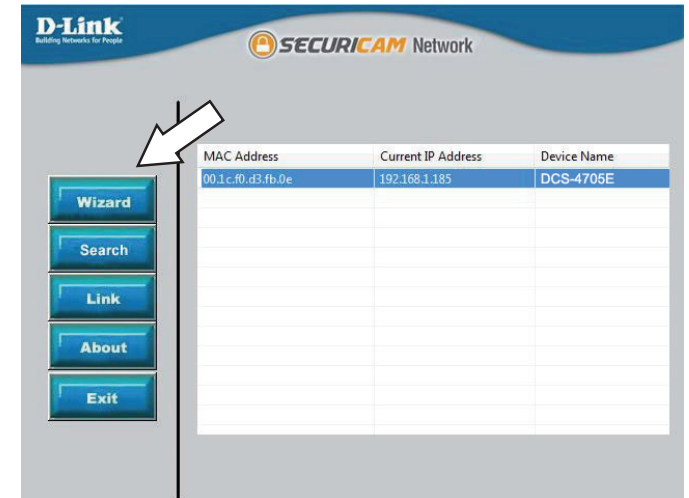 D-Link
Building Networks for People
SECURICAM Network
MAC Address Current IP Address Device Name
00.1c.f0.d3.fb.0e 192.168.1.185 DCS-4705E
Wizard
Search
Link
About
Exit